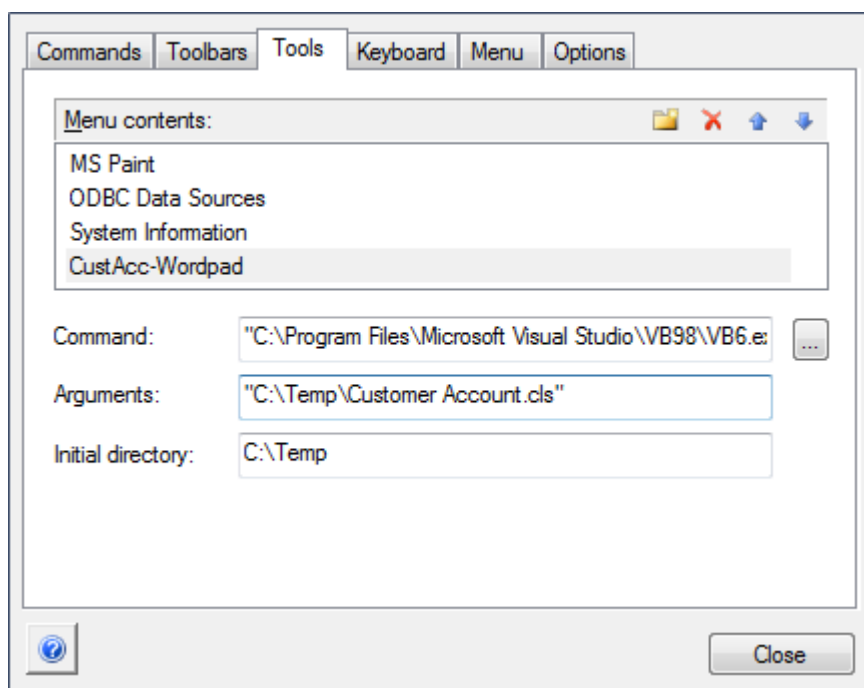 Commands Toolbars Tools Keyboard Menu Options
Menu contents:
MS Paint
ODBC Data Sources
System Information
CustAcc-Wordpad
Command: "C:\Program Files\Microsoft Visual Studio\VB98\VB6.ex ...
Arguments: "C:\Temp\Customer Account.cls"
Initial directory: C:\Temp
Close